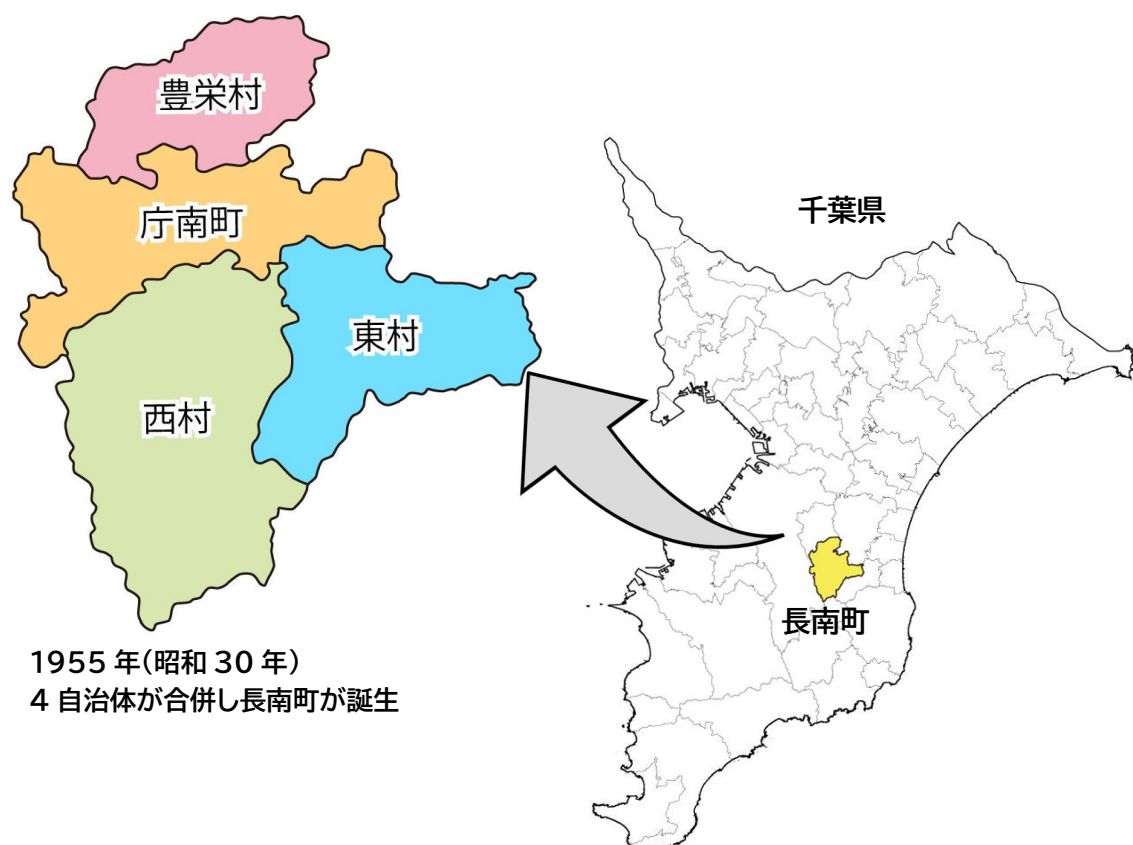 豊栄村
庁南町
東村
西村
1955年(昭和30年)
4自治体が合併し長南町が誕生
千葉県
長南町